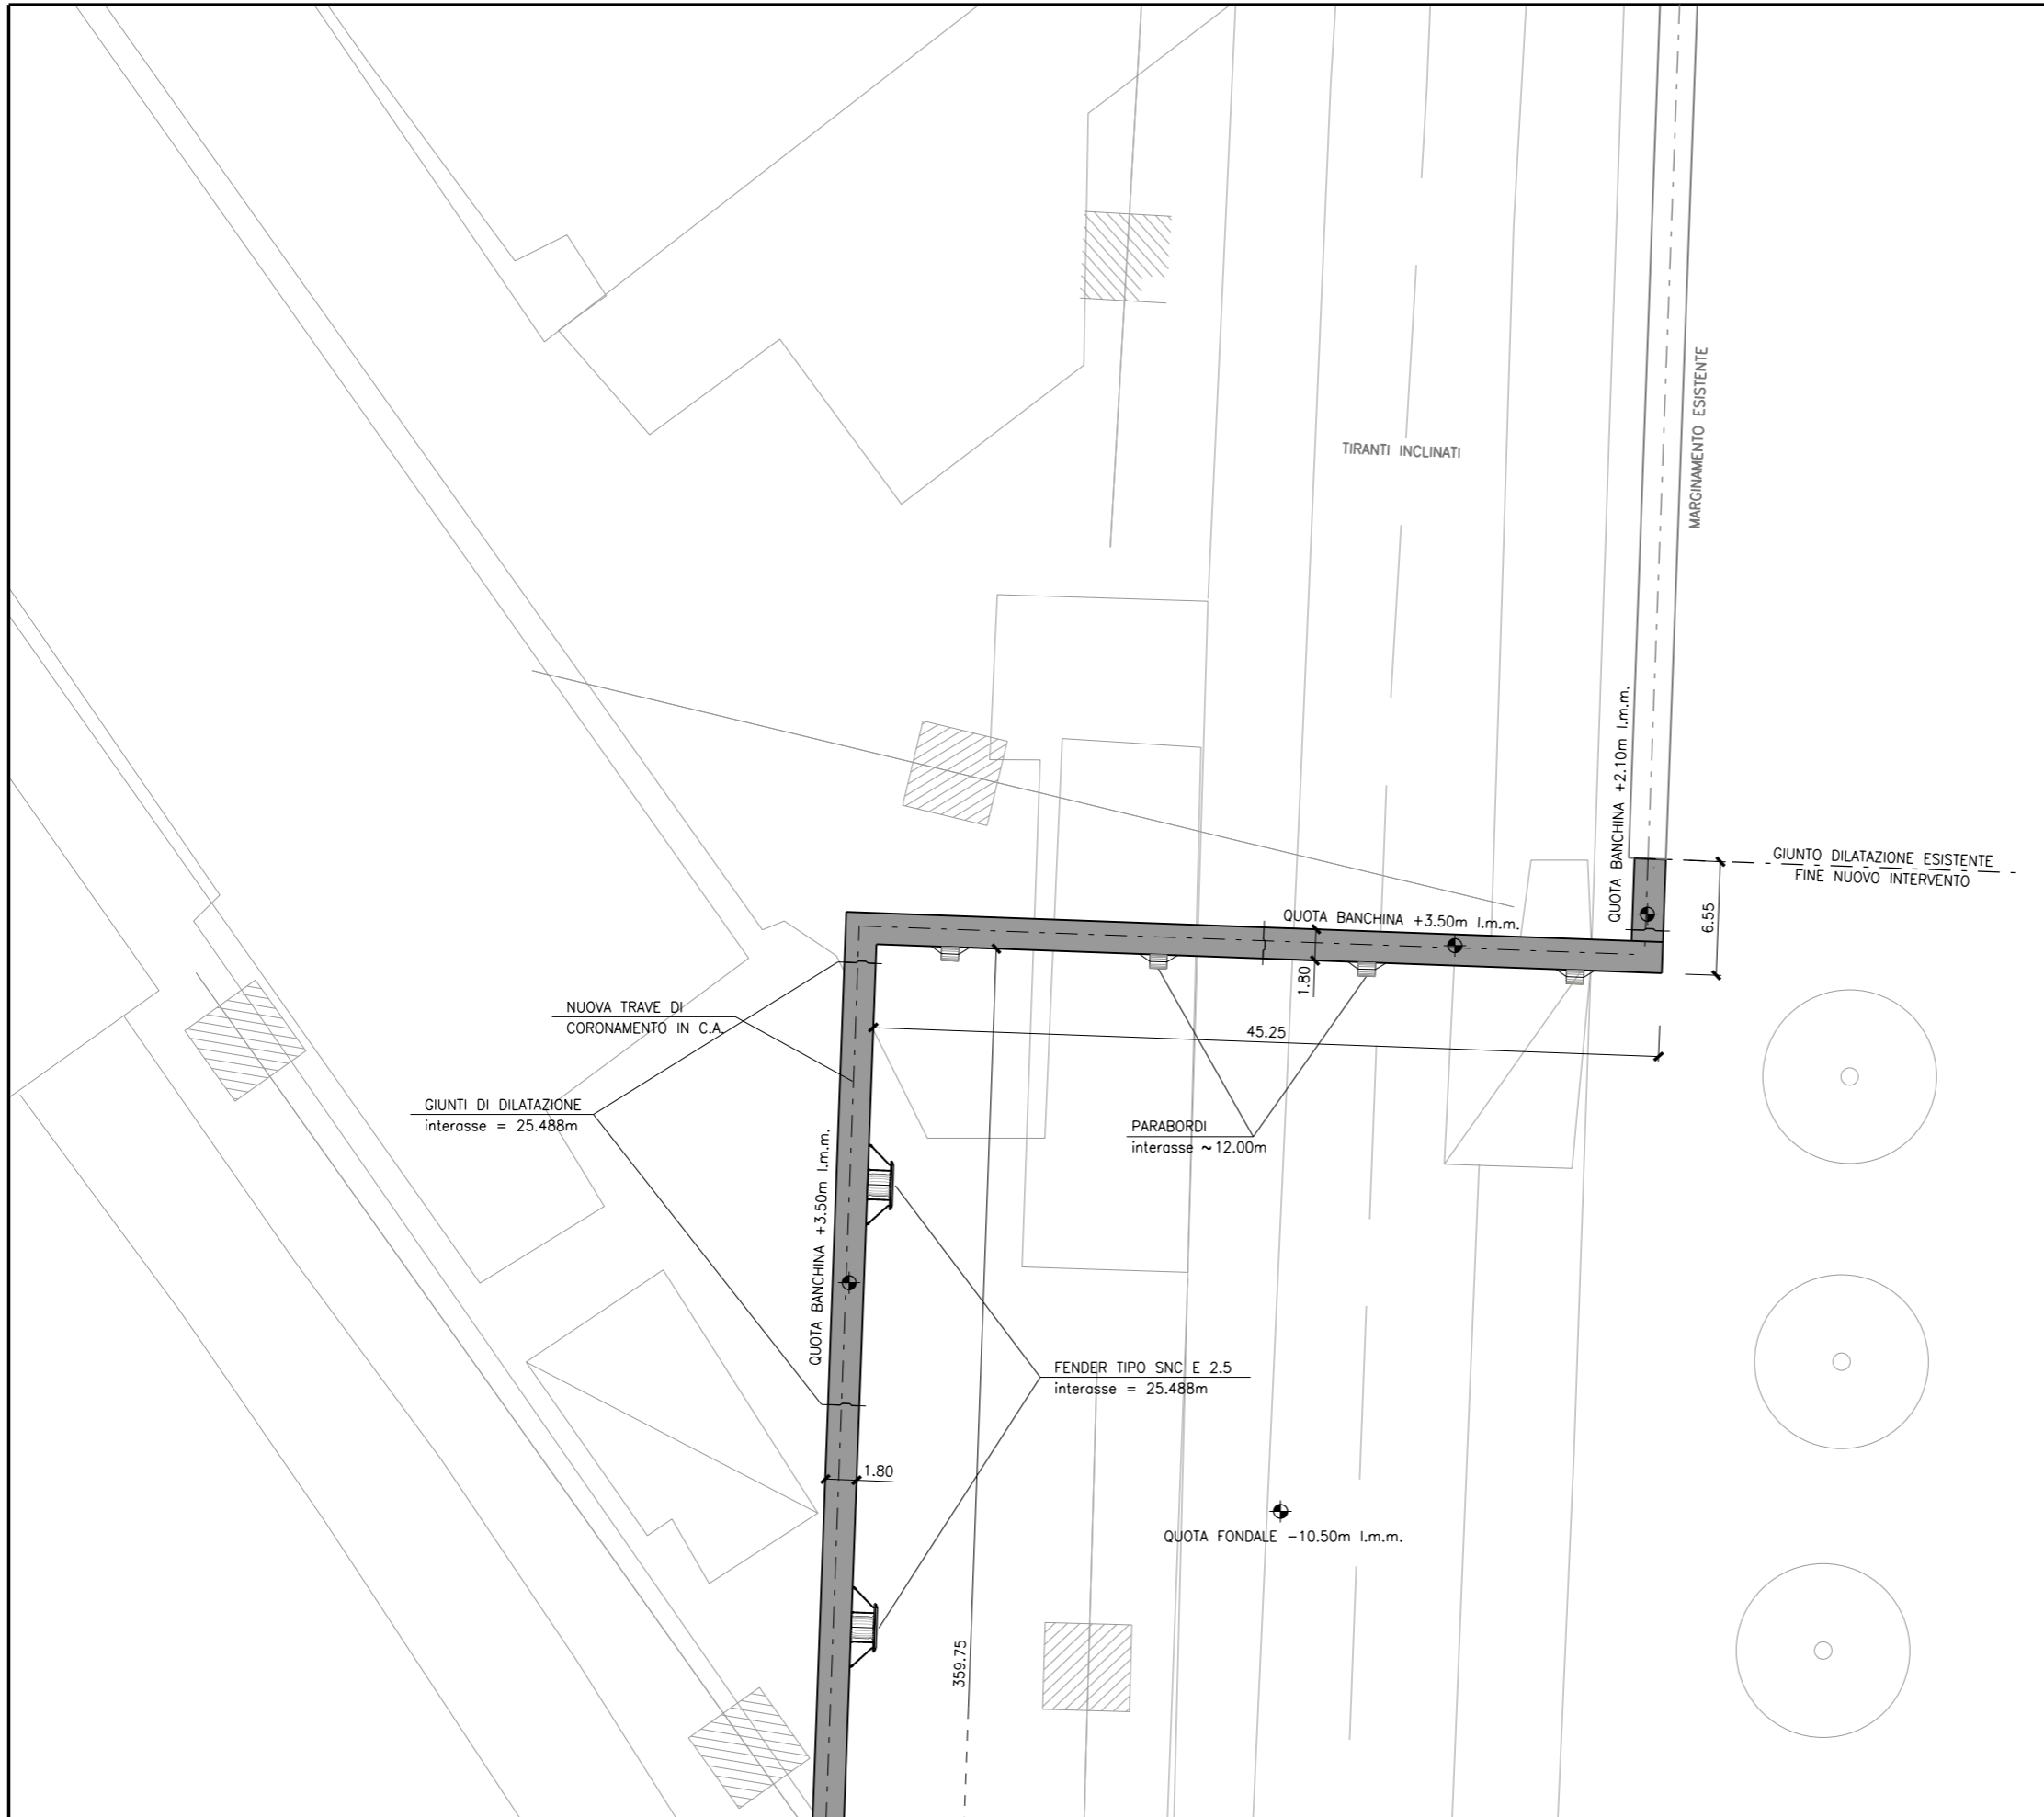 MARGINAMENTO ESISTENTE
TIRANTI INCLINATI
QUOTA BANCHINA +2.10m l.m.m.
GIUNTO DILATAZIONE ESISTENTE
FINE NUOVO INTERVENTO
6.55
QUOTA BANCHINA +3.50m l.m.m.
1.80
NUOVA TRAVE DI
CORONAMENTO IN C.A.
45.25
GIUNTI DI DILATAZIONE
interasse = 25.488m
PARABORDI
interasse ~12.00m
QUOTA BANCHINA +3.50m l.m.m.
FENDER TIPO SNC E 2.5
interasse = 25.488m
1.80
QUOTA FONDALE -10.50m l.m.m.
359.75